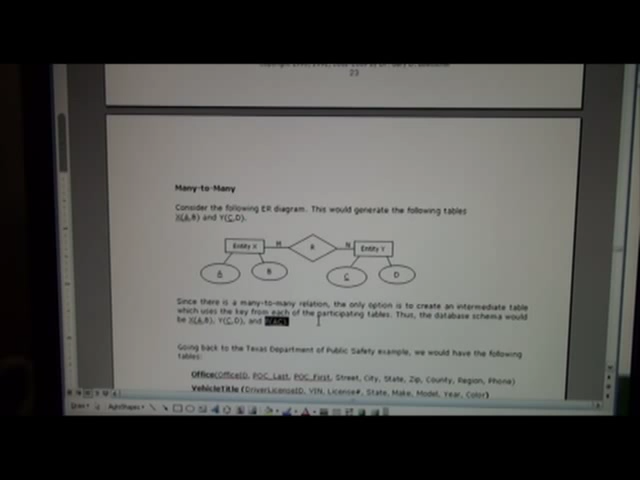 23
Many-to-Many
Consider the following ER diagram. This would generate the following tables
X(A,B) and Y(C,D).
Entity X
M
R
N
Entity Y
A
B
C
D
Since there is a many-to-many relation, the only option is to create an intermediate table
which uses the key from each of the participating tables. Thus, the database schema would
be X(A,B), Y(C,D), and R(A,C)
Going back to the Texas Department of Public Safety example, we would have the following
tables:
Office(OfficeID, POC_Last, POC_First, Street, City, State, Zip, County, Region, Phone)
VehicleTitle (DriverLicenseID, VIN, License#, State, Make, Model, Year, Color)
Draw
AutoShapes